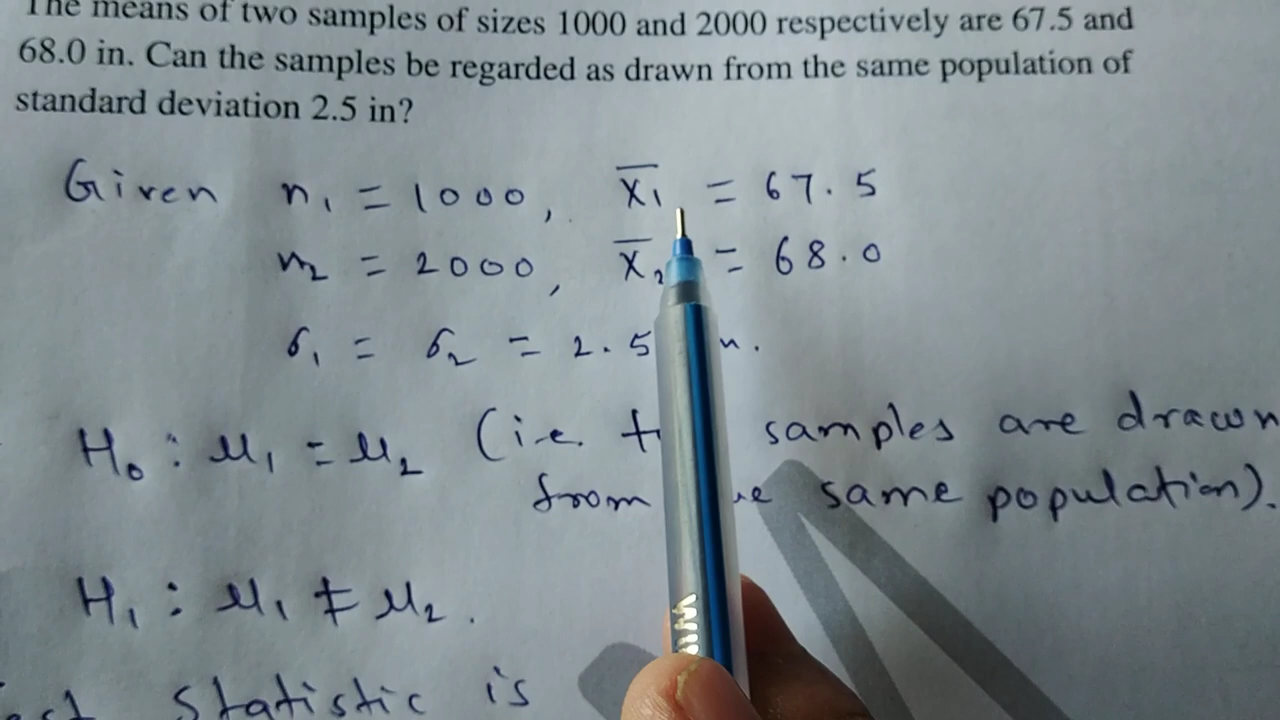 The means of two samples of sizes 1000 and 2000 respectively are 67.5 and
68.0 in. Can the samples be regarded as drawn from the same population of
standard deviation 2.5 in?
Given n₁ = 1000, X̄₁ = 67.5
n₂ = 2000, X̄₂ = 68.0
σ₁ = σ₂ = 2.5 n.
H₀ : μ₁ = μ₂ (i.e. samples are drawn
from same population).
H₁ : μ₁ ≠ μ₂.
statistic is